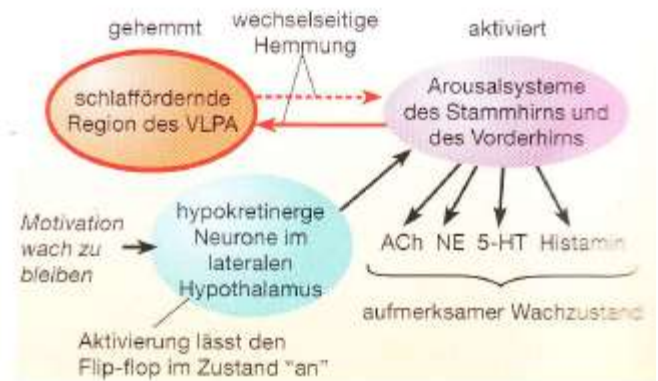 gehemmt
wechselseitige
Hemmung
aktiviert
schlaffördernde
Region des VLPA
Arousalsysteme
des Stammhirns und
des Vorderhirns
Motivation
wach zu
bleiben
hypokretinerge
Neurone im
lateralen
Hypothalamus
ACh NE 5-HT Histamin
aufmerksamer Wachzustand
Aktivierung lässt den
Flip-flop im Zustand "an"